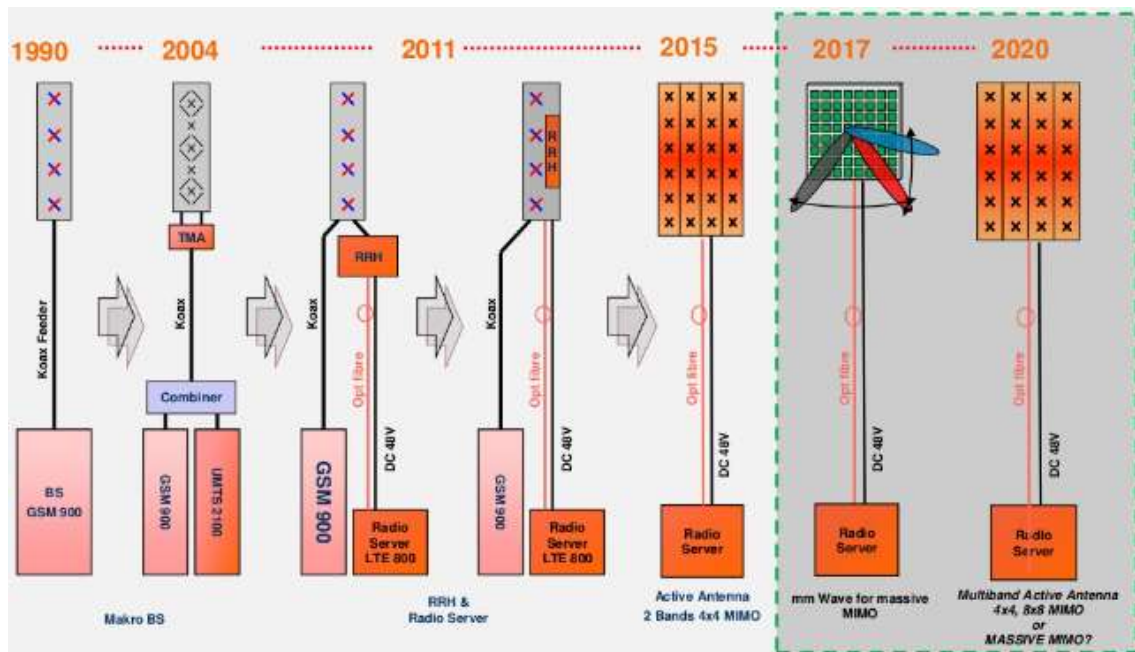 1990
2004
2011
2015
2017
2020
Koax Feeder
BS
GSM 900
TMA
Koax
Combiner
GSM 900
UMTS 2100
Makro BS
RRH
Koax
Opt fibre
DC 48V
GSM 900
Radio
Server
LTE 800
RRH
Koax
Opt fibre
DC 48V
GSM 900
Radio
Server
LTE 800
RRH &
Radio Server
Opt fibre
DC 48V
Radio
Server
Active Antenna
2 Bands 4x4 MIMO
Opt fibre
DC 48V
Radio
Server
mm Wave for massive
MIMO
Opt fibre
DC 48V
Radio
Server
Multiband Active Antenna
4x4, 8x8 MIMO
or
MASSIVE MIMO?